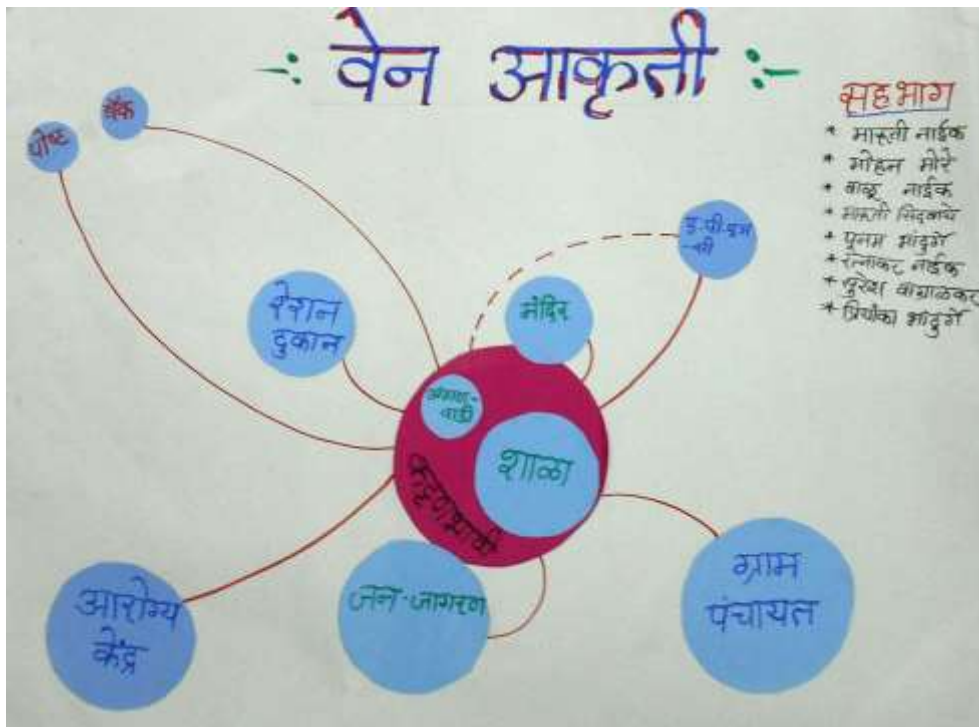 -: वेन आकृती :-
सहभाग
* मारुती नाईक
* मोहन मोरे
* बाळू नाईक
* मारुती
* पूनम भांदुर्गे
* रत्नाकर नाईक
* सुरेश
* प्रियांका भांदुर्गे
बँक
पोष्ट
रेशन
दुकान
मंदिर
अंगण-
वाडी
शाळा
आरोग्य
केंद्र
जन-जागरण
ग्राम
पंचायत